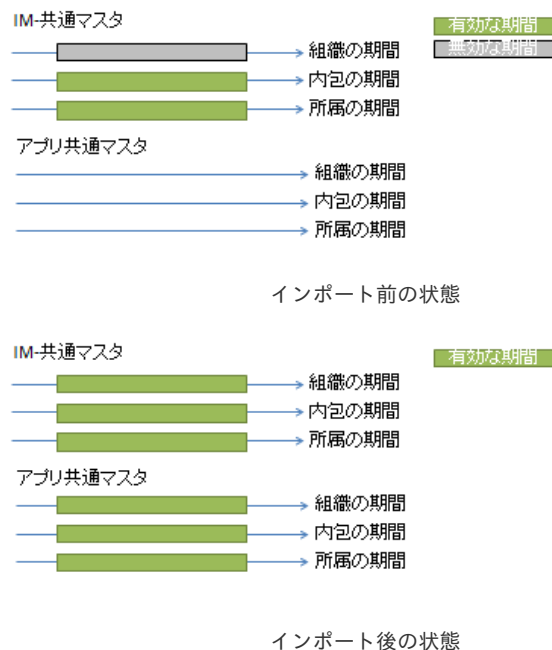 IM-共通マスタ
有効な期間
組織の期間
無効な期間
内包の期間
所属の期間
アプリ共通マスタ
組織の期間
内包の期間
所属の期間
インポート前の状態
IM-共通マスタ
有効な期間
組織の期間
内包の期間
所属の期間
アプリ共通マスタ
組織の期間
内包の期間
所属の期間
インポート後の状態